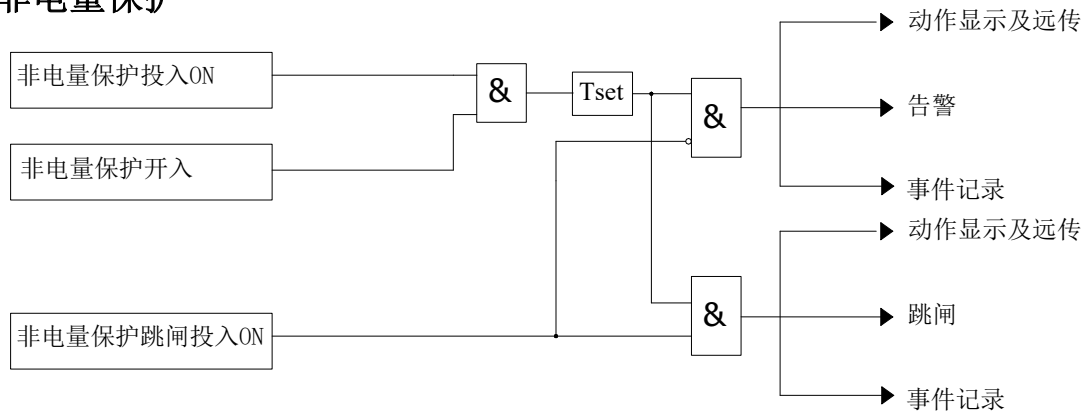 非电量保护
动作显示及远传
非电量保护投入ON
&
Tset
&
告警
非电量保护开入
事件记录
动作显示及远传
非电量保护跳闸投入ON
&
跳闸
事件记录